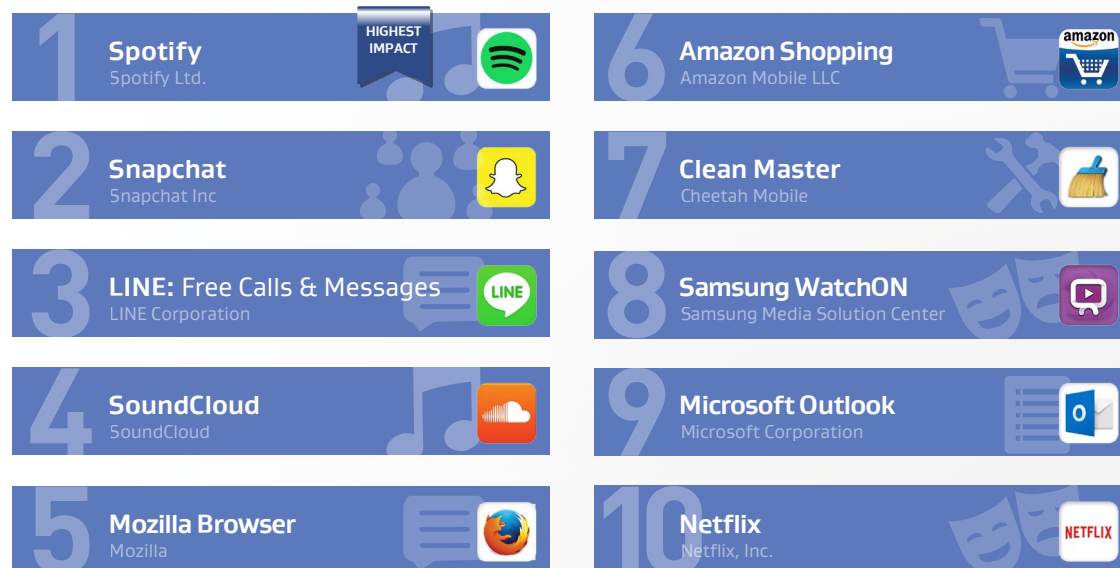 1
HIGHEST
IMPACT
Spotify
Spotify Ltd.
2
Snapchat
Snapchat Inc
3
LINE: Free Calls & Messages
LINE Corporation
LINE
4
SoundCloud
SoundCloud
5
Mozilla Browser
Mozilla
6
Amazon Shopping
Amazon Mobile LLC
amazon
7
Clean Master
Cheetah Mobile
8
Samsung WatchON
Samsung Media Solution Center
9
Microsoft Outlook
Microsoft Corporation
O
10
Netflix
Netflix, Inc.
NETFLIX